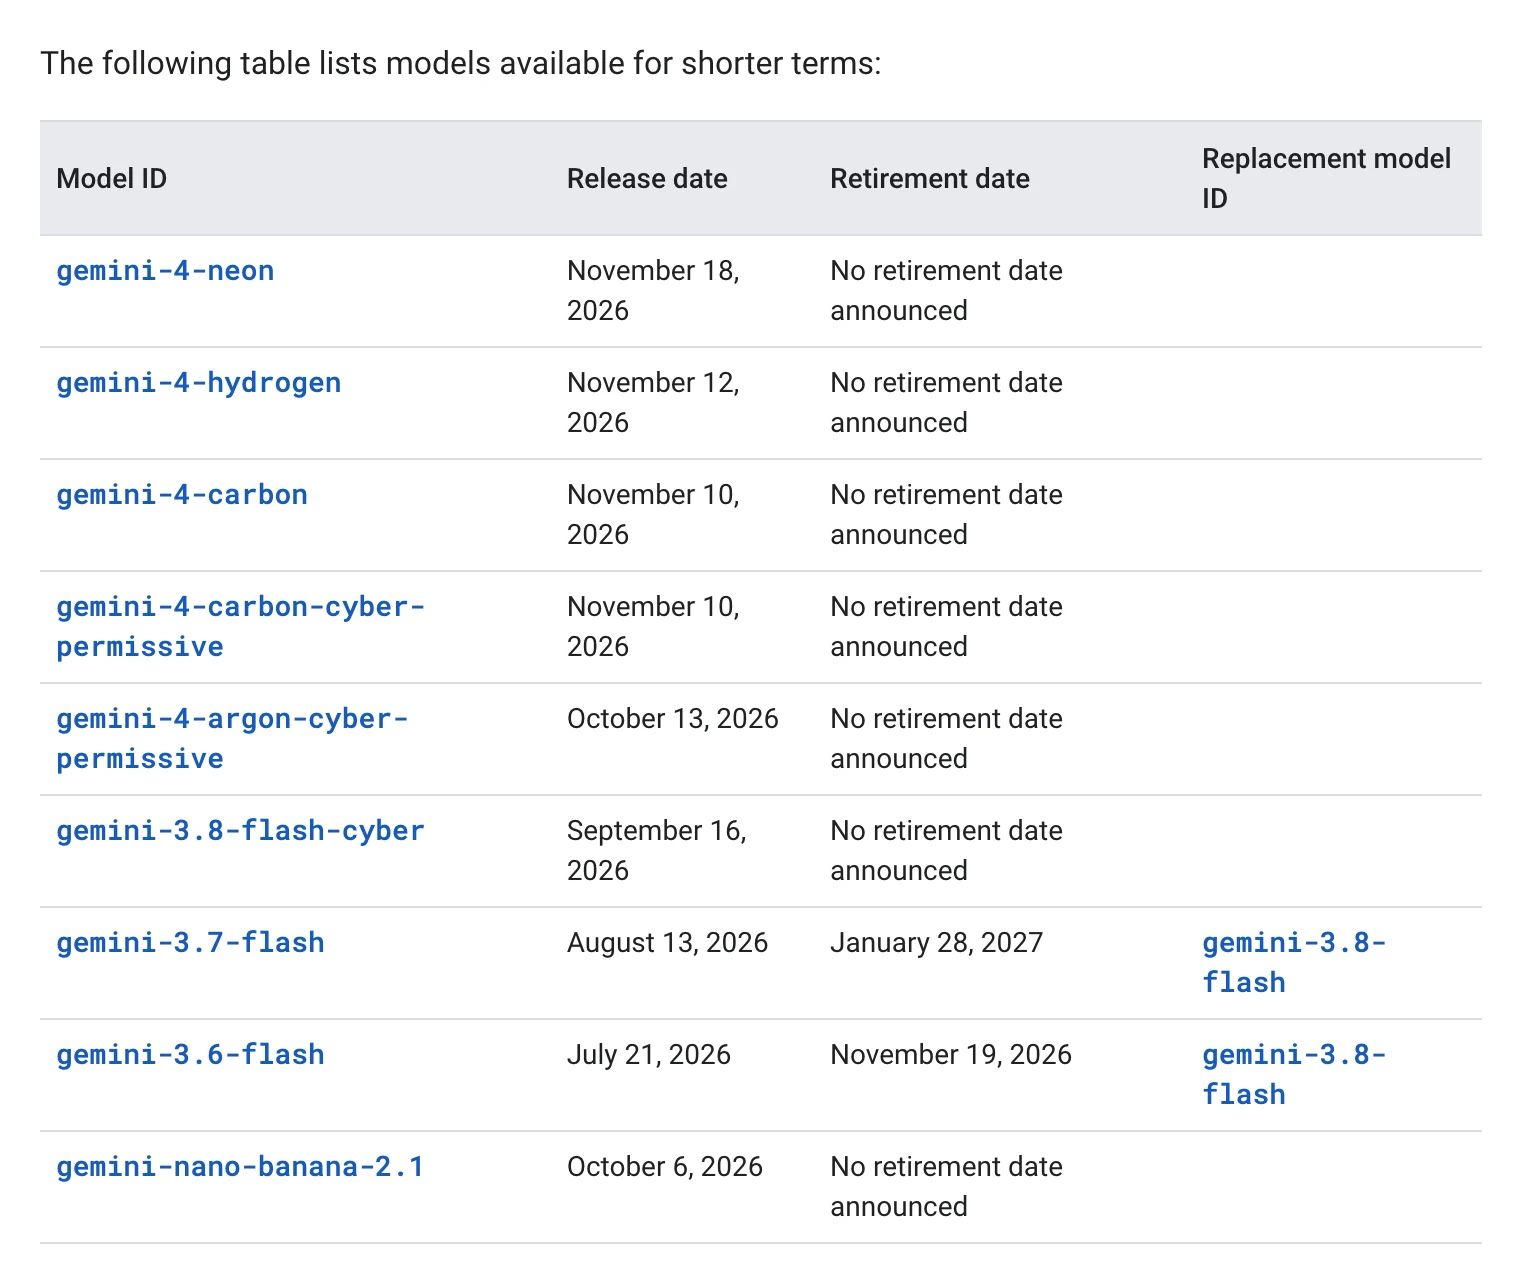 The following table lists models available for shorter terms:
Model ID
Release date
Retirement date
Replacement model
ID
gemini-4-neon
November 18,
2026
No retirement date
announced
gemini-4-hydrogen
November 12,
2026
No retirement date
announced
gemini-4-carbon
November 10,
2026
No retirement date
announced
gemini-4-carbon-cyber-
permissive
November 10,
2026
No retirement date
announced
gemini-4-argon-cyber-
permissive
October 13, 2026
No retirement date
announced
gemini-3.8-flash-cyber
September 16,
2026
No retirement date
announced
gemini-3.7-flash
August 13, 2026
January 28, 2027
gemini-3.8-
flash
gemini-3.6-flash
July 21, 2026
November 19, 2026
gemini-3.8-
flash
gemini-nano-banana-2.1
October 6, 2026
No retirement date
announced